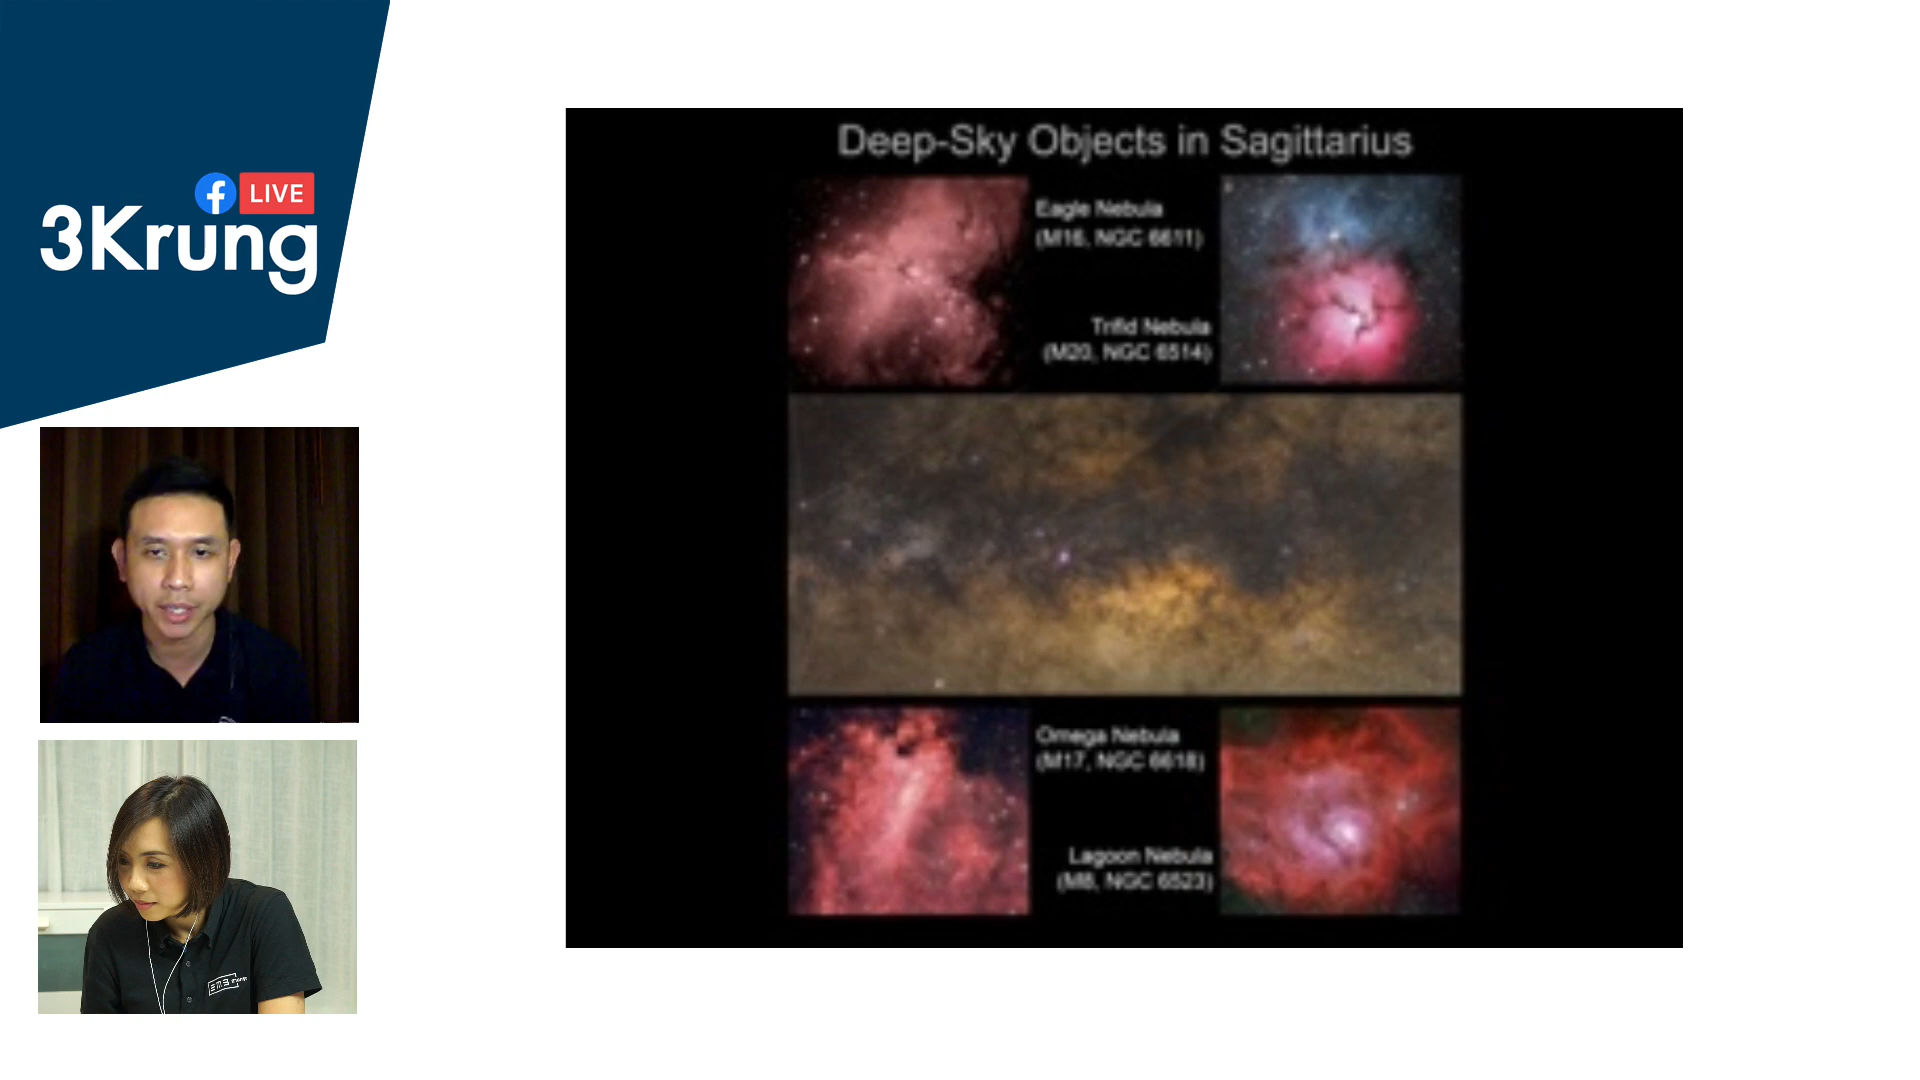 LIVE
3Krung
Deep-Sky Objects in Sagittarius
Eagle Nebula
(M16, NGC 6611)
Trifid Nebula
(M20, NGC 6514)
Omega Nebula
(M17, NGC 6618)
Lagoon Nebula
(M8, NGC 6523)